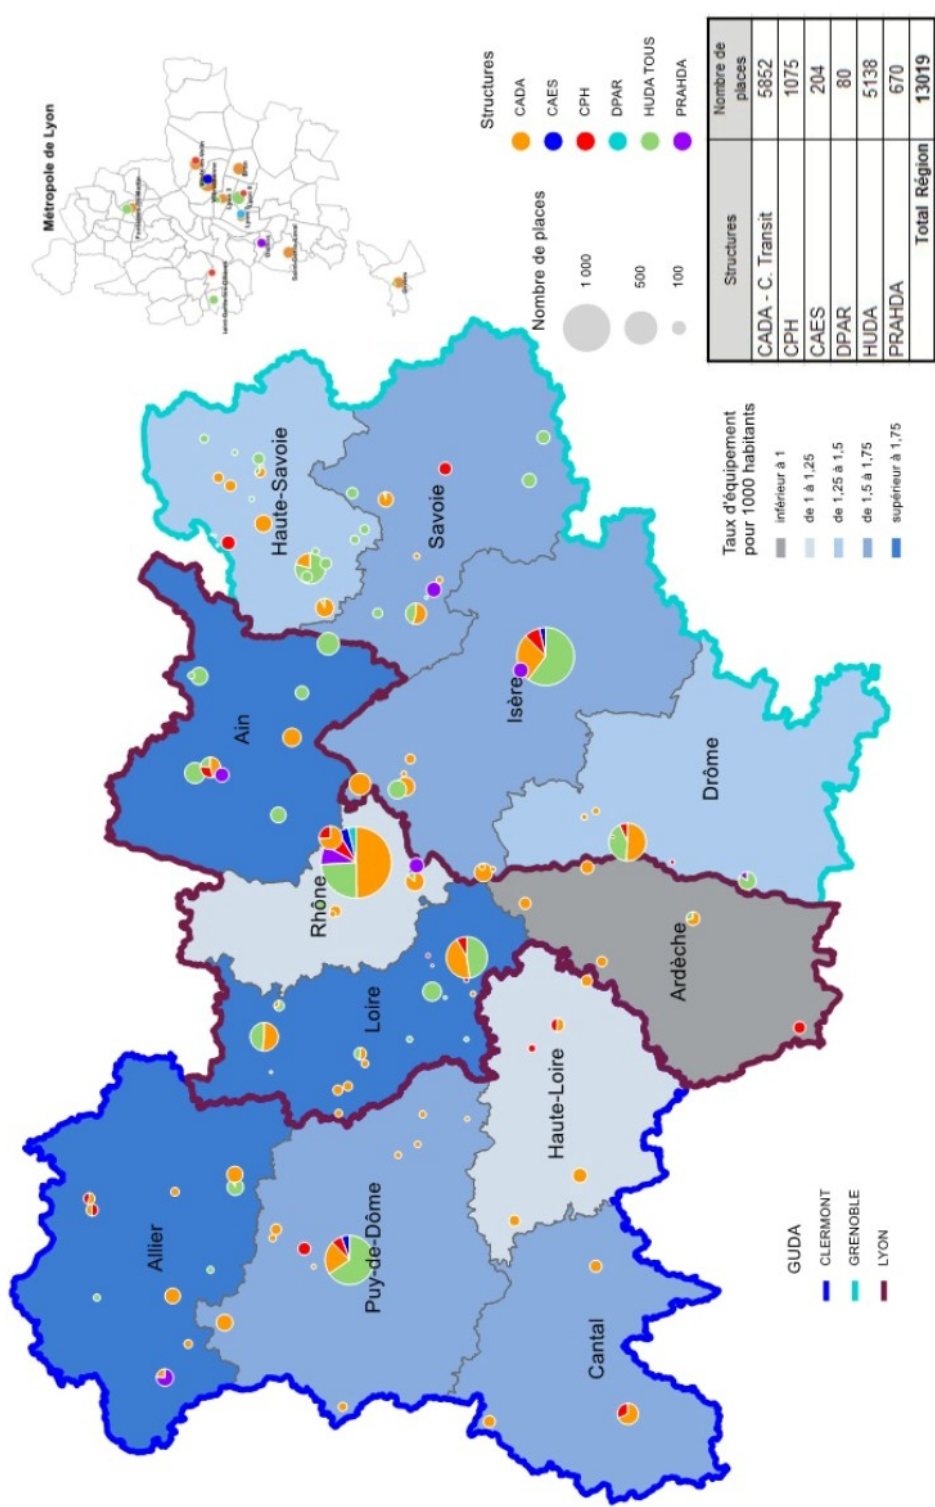 Métropole de Lyon
Structures
CADA
CAES
CPH
DPAR
HUDA TOUS
PRAHDA
Nombre de places
1 000
500
100
Structures
Nombre de
places
CADA - C. Transit 5852
CPH 1075
CAES 204
DPAR 80
HUDA 5138
PRAHDA 670
Total Région 13019
Taux d'équipement
pour 1000 habitants
inférieur à 1
de 1 à 1,25
de 1,25 à 1,5
de 1,5 à 1,75
supérieur à 1,75
GUDA
CLERMONT
GRENOBLE
LYON
Allier
Puy-de-Dôme
Cantal
Haute-Loire
Loire
Rhône
Ain
Haute-Savoie
Savoie
Isère
Drôme
Ardèche